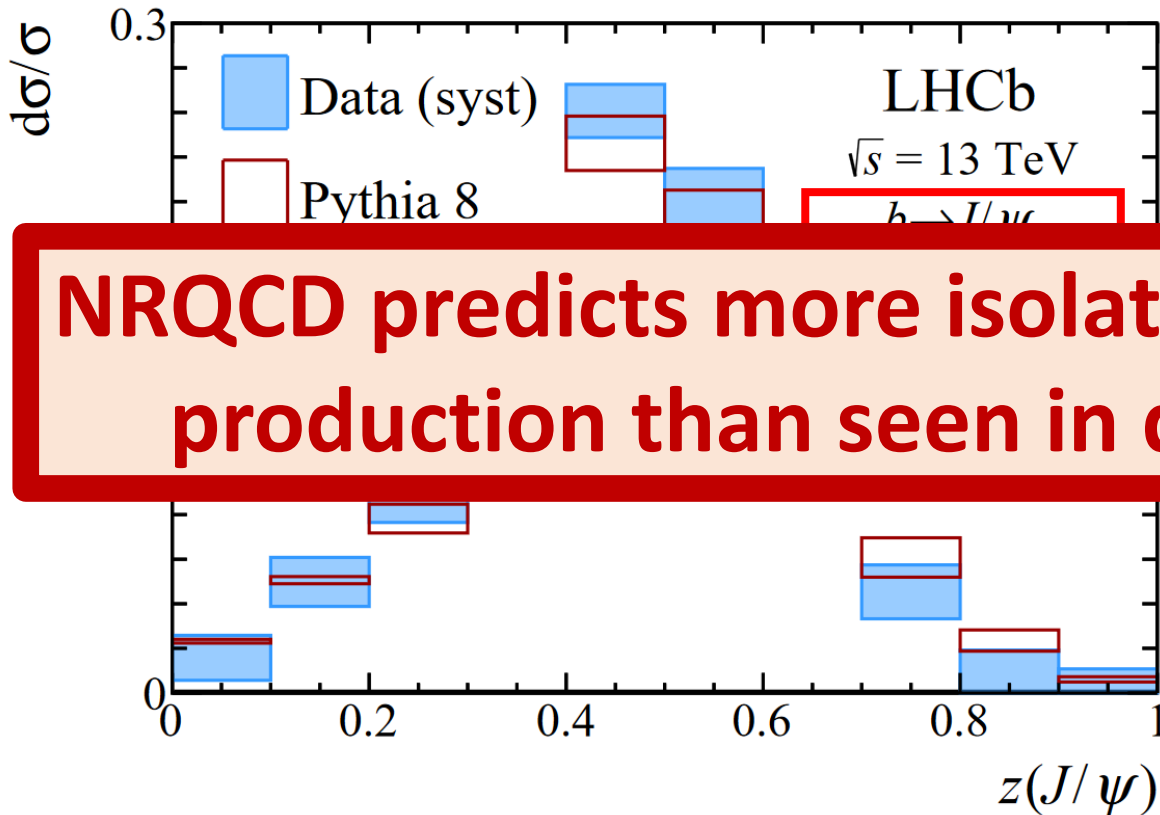 dσ/σ
0.3
Data (syst)
Pythia 8
LHCb
√s = 13 TeV
b→J/ψ
NRQCD predicts more
production than seen in
0
0 0.2 0.4 0.6 0.8 1
z(J/ψ)